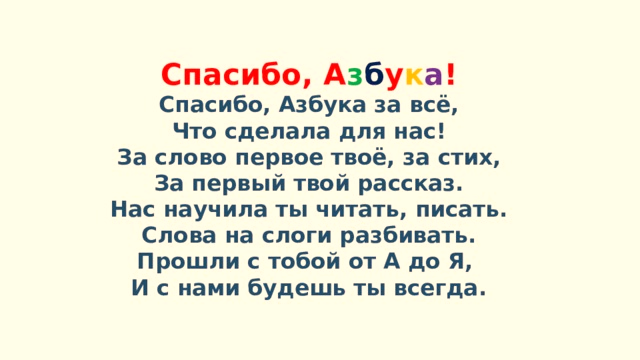 Спасибо, Азбука!
Спасибо, Азбука за всё,
Что сделала для нас!
За слово первое твоё, за стих,
За первый твой рассказ.
Нас научила ты читать, писать.
Слова на слоги разбивать.
Прошли с тобой от А до Я,
И с нами будешь ты всегда.